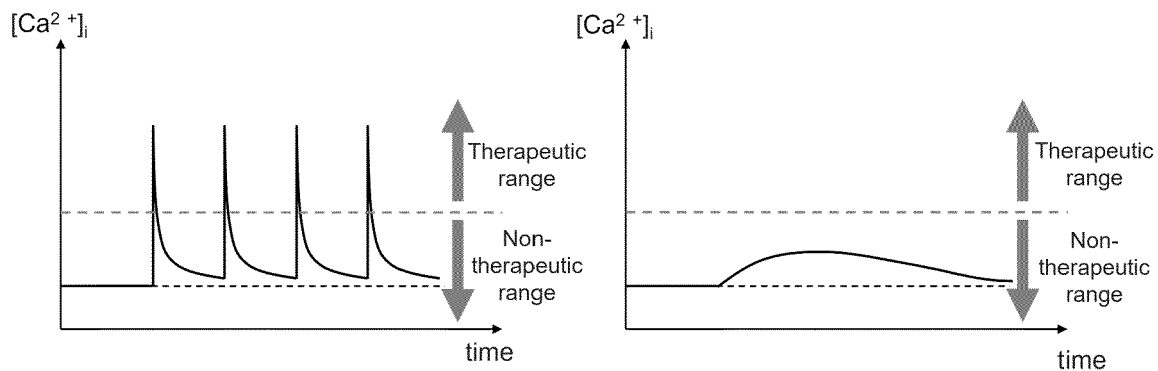 [Ca²⁺]ᵢ
Therapeutic
range
Non-
therapeutic
range
time
[Ca²⁺]ᵢ
Therapeutic
range
Non-
therapeutic
range
time